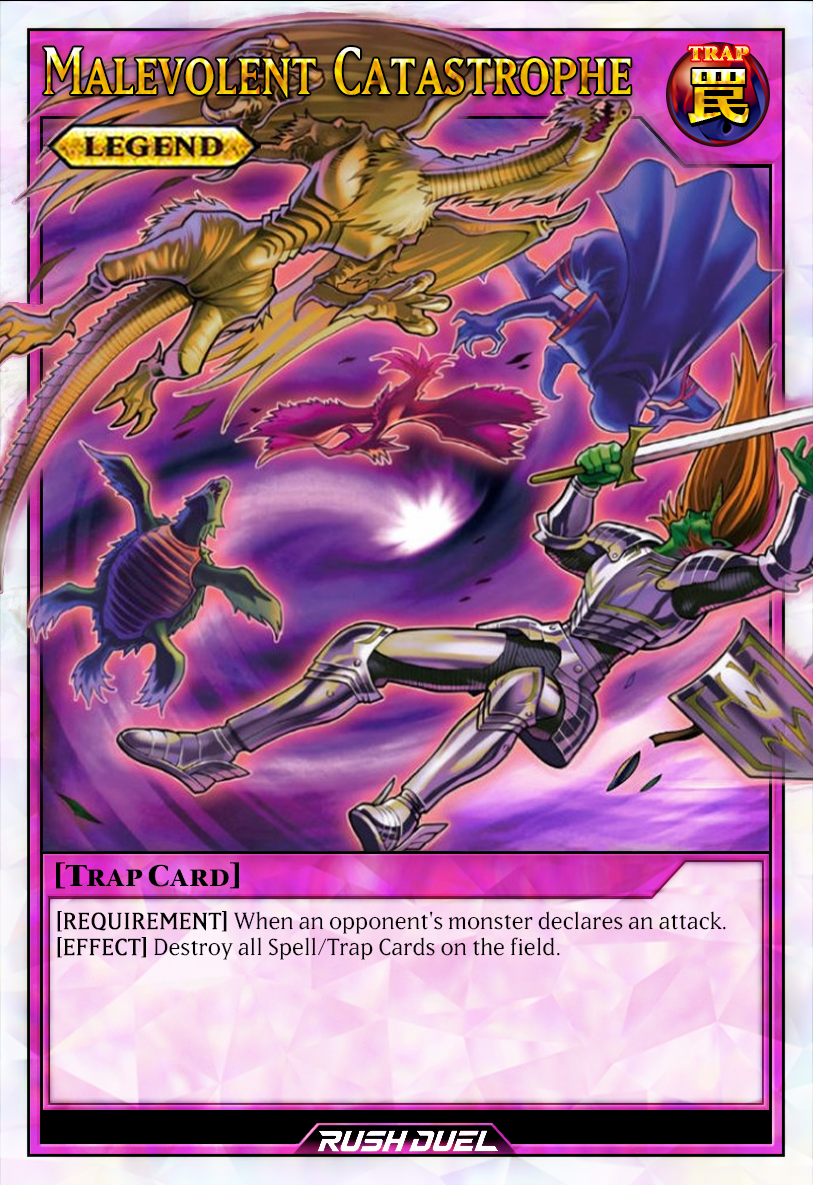 MALEVOLENT CATASTROPHE
TRAP
罠
LEGEND
[TRAP CARD]
[REQUIREMENT] When an opponent's monster declares an attack.
[EFFECT] Destroy all Spell/Trap Cards on the field.
RUSH DUEL